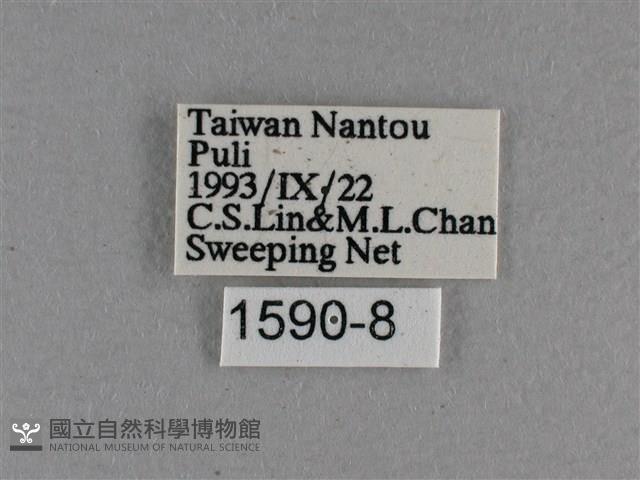 Taiwan Nantou
Puli
1993/IX/22
C.S.Lin&M.L.Chan
Sweeping Net
1590-8
國立自然科學博物館
NATIONAL MUSEUM OF NATURAL SCIENCE